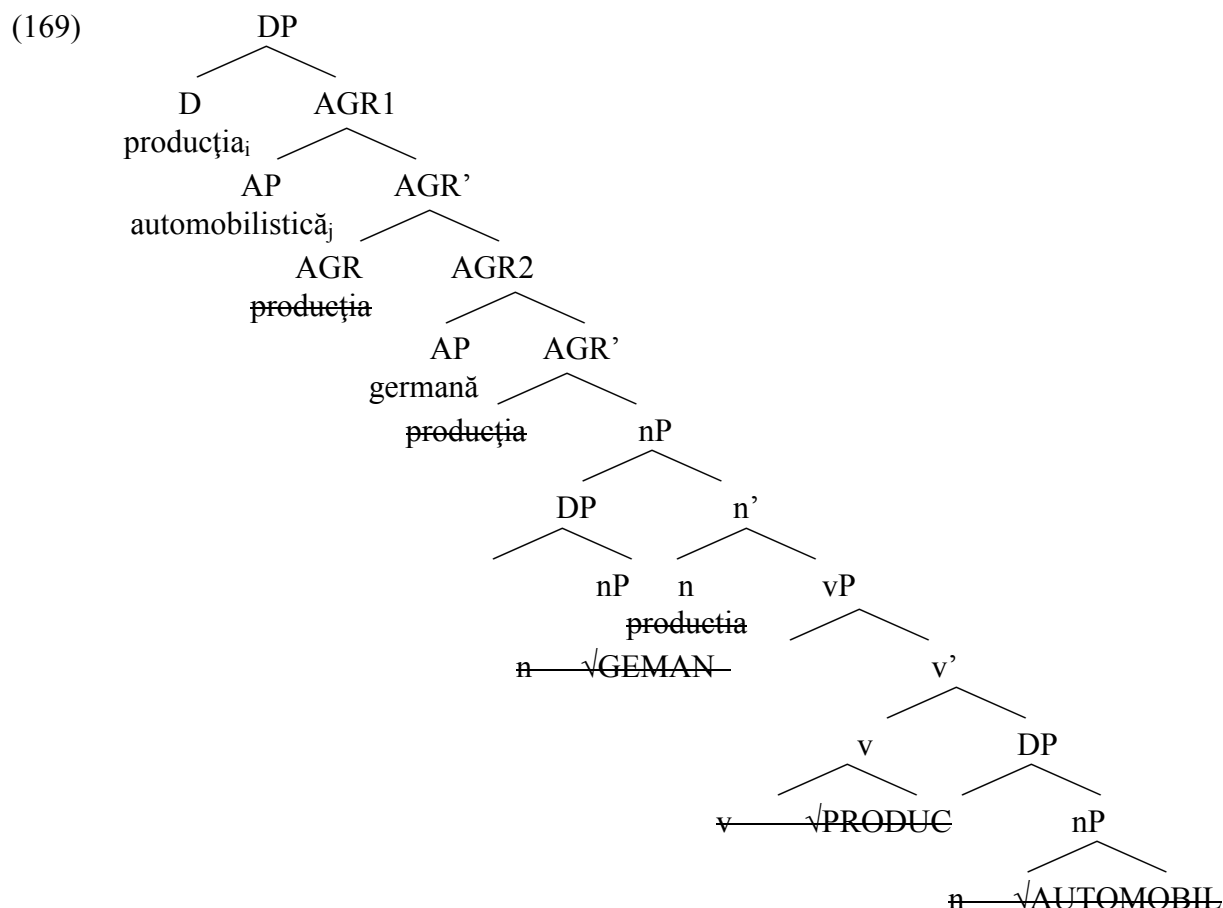 (169) DP
D AGR1
producţiaᵢ
AP AGR’
automobilisticăⱼ
AGR AGR2
producţia
AP AGR’
germană
producţia nP
DP n’
nP n vP
productia
n √GEMAN v’
v DP
v √PRODUC nP
n √AUTOMOBIL